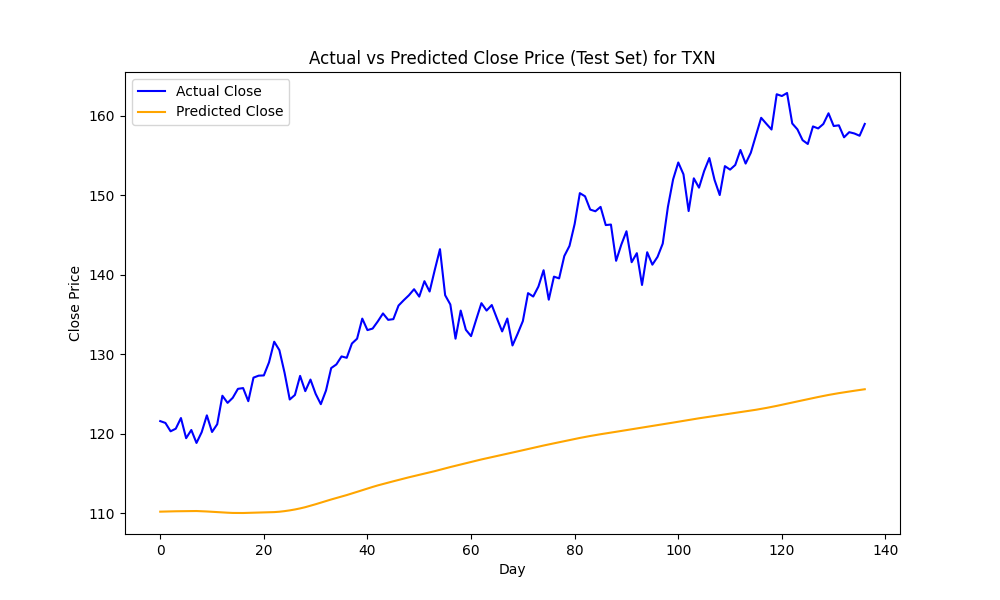 Actual vs Predicted Close Price (Test Set) for TXN
Actual Close
Predicted Close
Close Price
160
150
140
130
120
110
0 20 40 60 80 100 120 140
Day